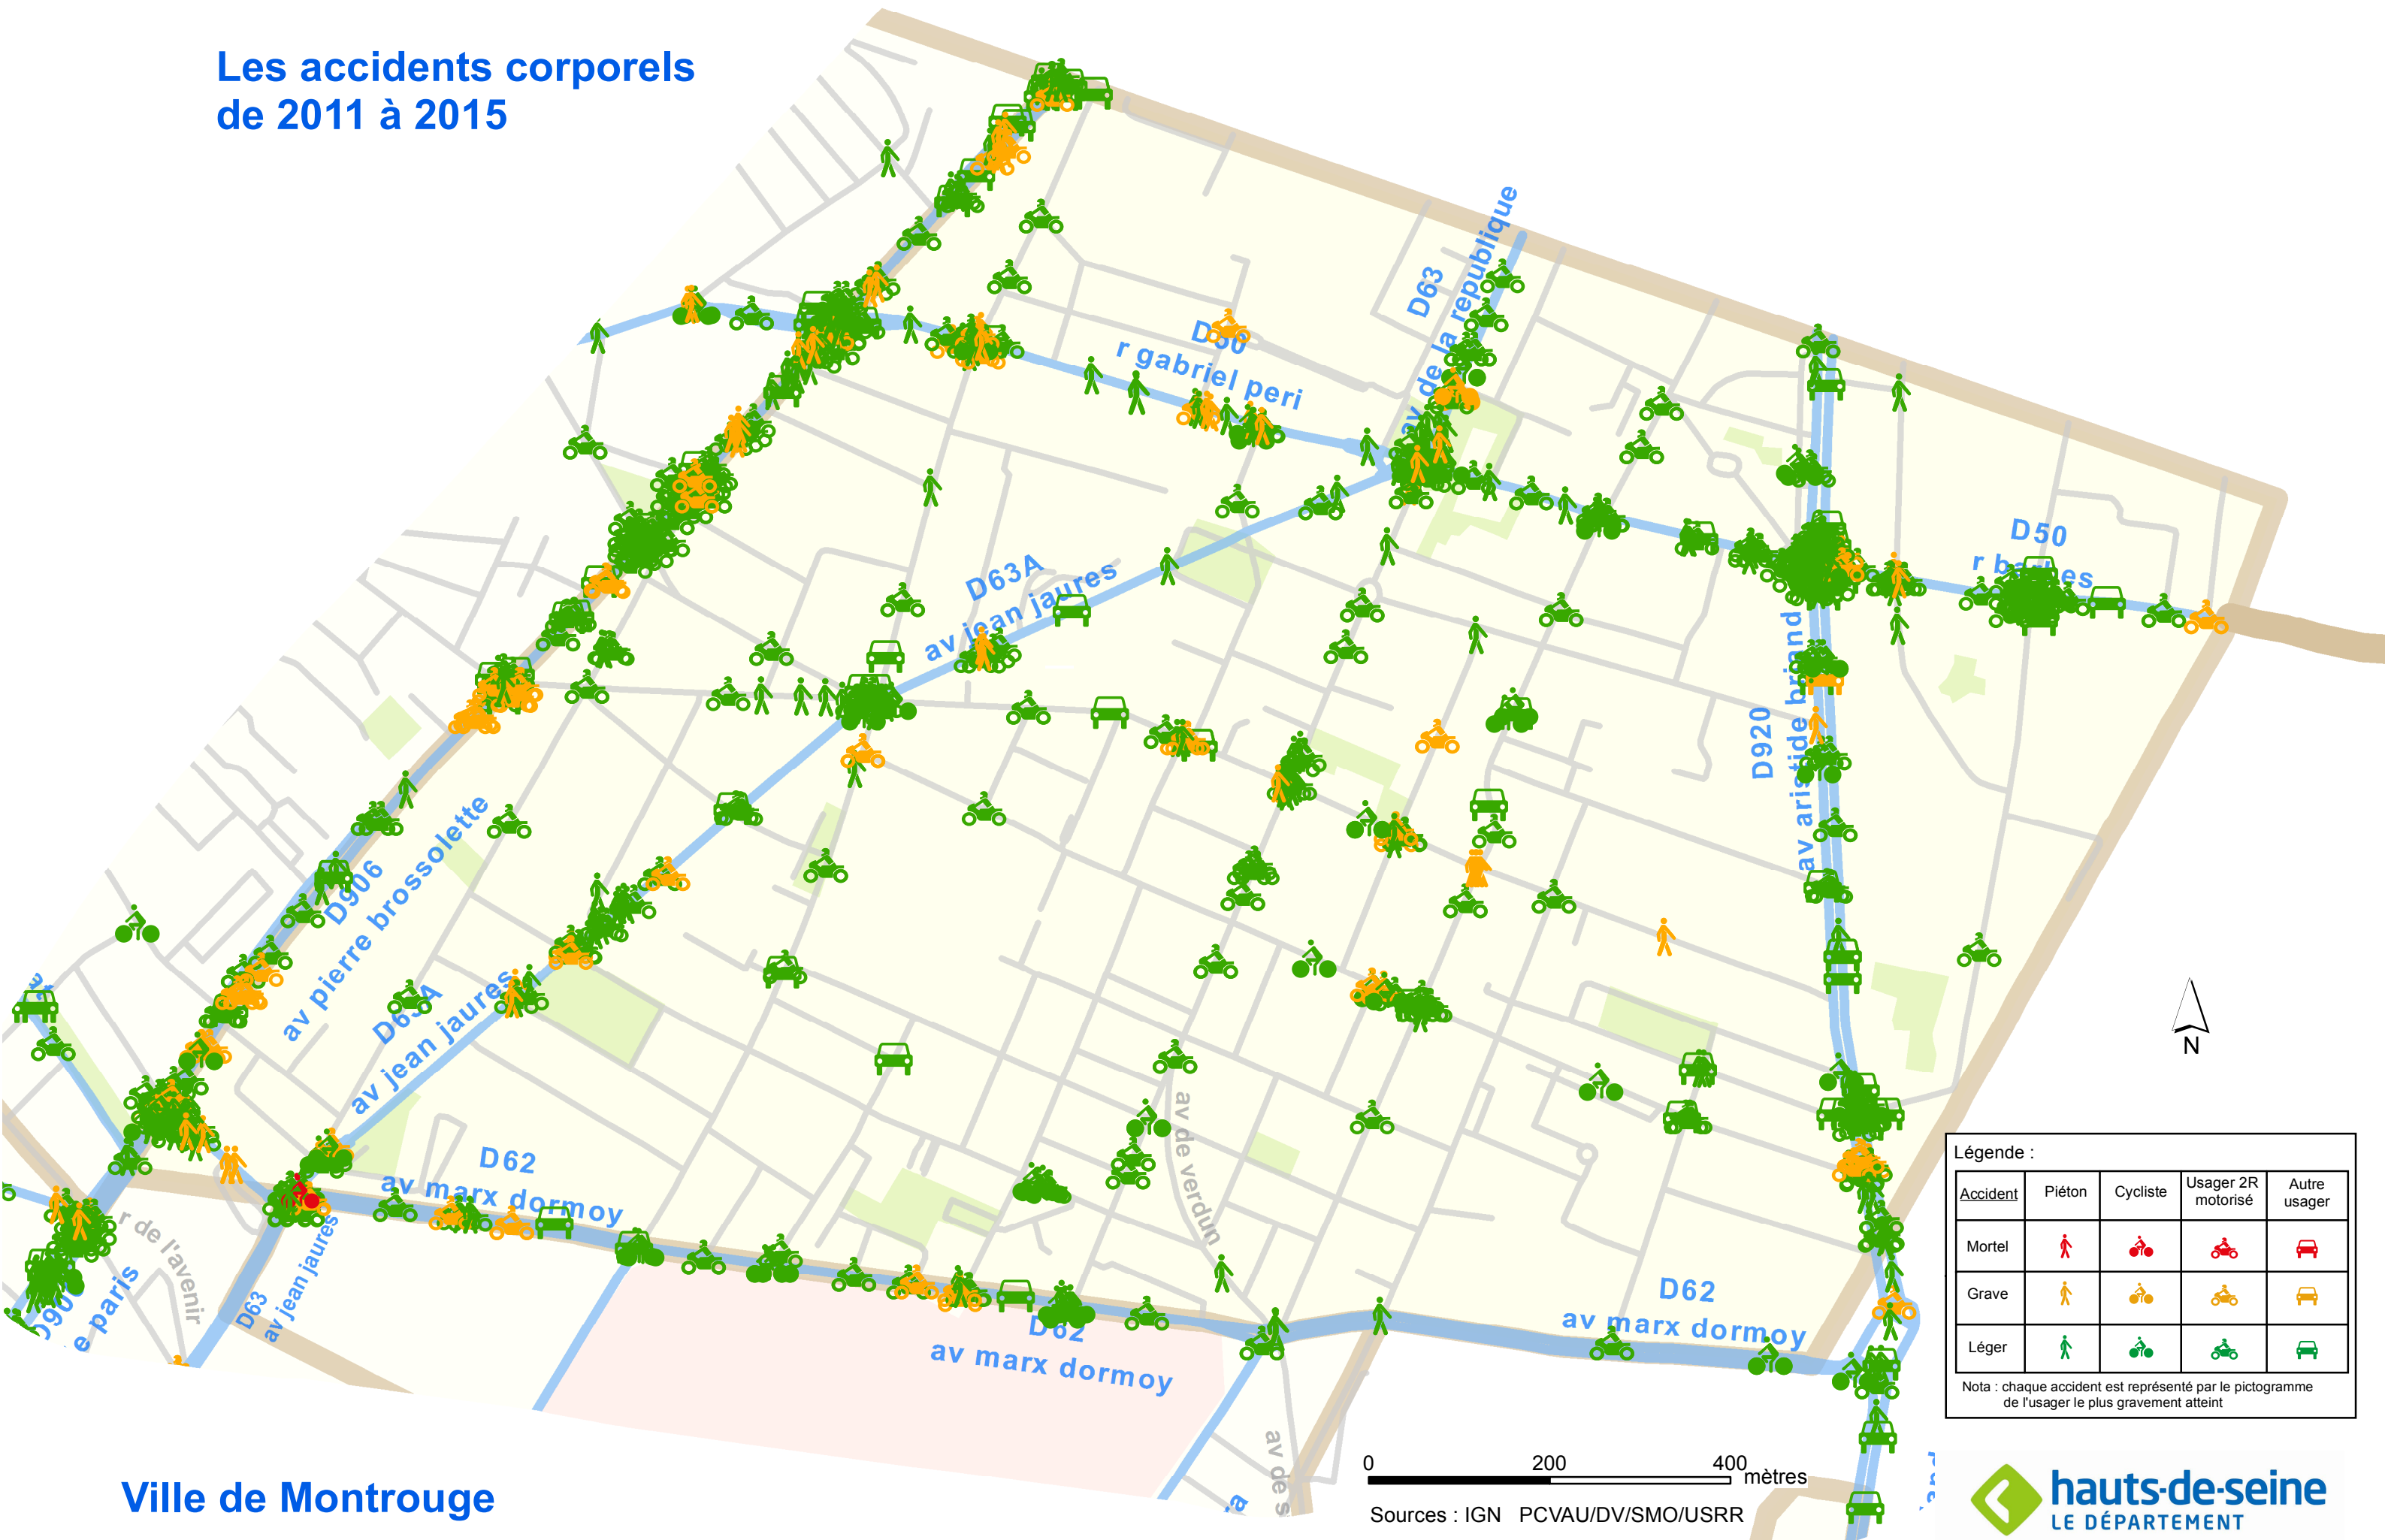 Les accidents corporels
de 2011 à 2015
D63
av de la republique
D50
r gabriel peri
D50
r barbes
D63A
av jean jaures
D920
av aristide briand
D906
av pierre brossolette
D63A
av jean jaures
D62
av marx dormoy
av de verdun
r de l'avenir
D63
av jean jaures
e paris
D62
av marx dormoy
D62
av marx dormoy
av de s
N
Légende :
Accident Piéton Cycliste Usager 2R motorisé Autre usager
Mortel
Grave
Léger
Nota : chaque accident est représenté par le pictogramme
de l'usager le plus gravement atteint
0 200 400 mètres
Sources : IGN PCVAU/DV/SMO/USRR
Ville de Montrouge
hauts-de-seine
LE DÉPARTEMENT